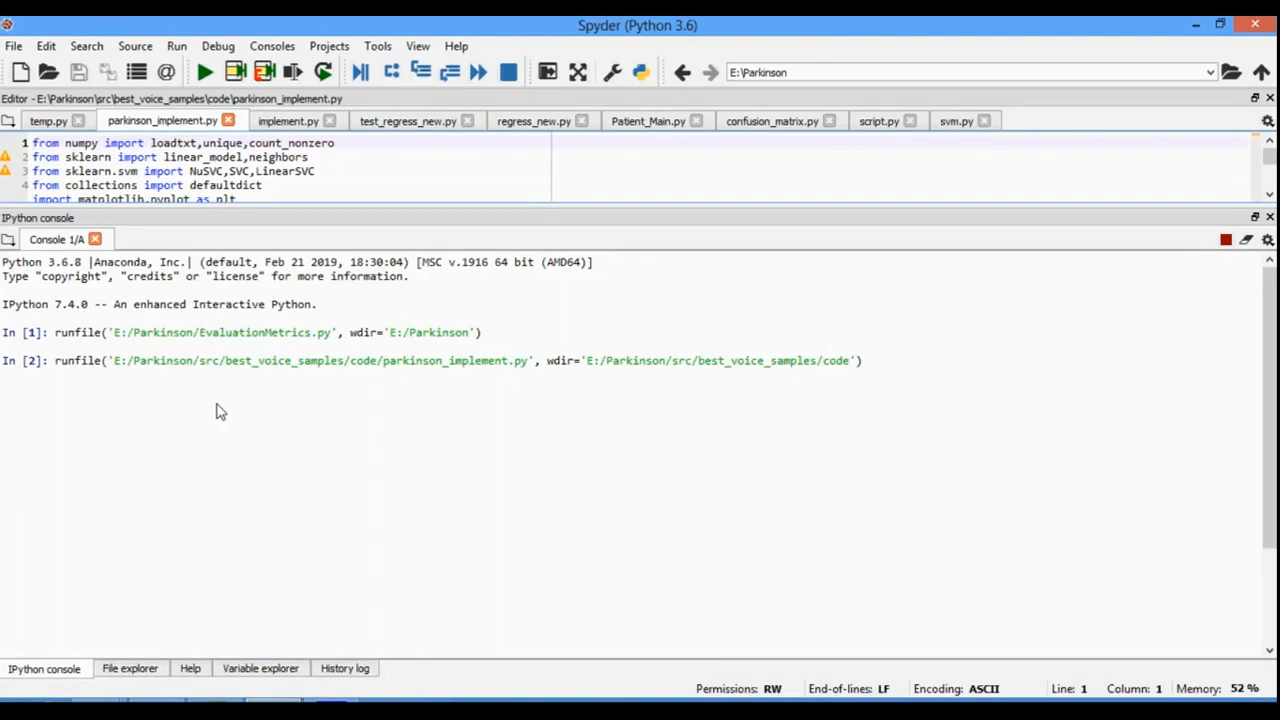 Spyder (Python 3.6)
File Edit Search Source Run Debug Consoles Projects Tools View Help
E:\Parkinson
Editor - E:\Parkinson\src\best_voice_samples\code\parkinson_implement.py
temp.py parkinson_implement.py implement.py test_regress_new.py regress_new.py Patient_Main.py confusion_matrix.py script.py svm.py
1 from numpy import loadtxt,unique,count_nonzero
2 from sklearn import linear_model,neighbors
3 from sklearn.svm import NuSVC,SVC,LinearSVC
4 from collections import defaultdict
import matplotlib.pyplot as plt
IPython console
Console 1/A
Python 3.6.8 |Anaconda, Inc.| (default, Feb 21 2019, 18:30:04) [MSC v.1916 64 bit (AMD64)]
Type "copyright", "credits" or "license" for more information.
IPython 7.4.0 -- An enhanced Interactive Python.
In [1]: runfile('E:/Parkinson/EvaluationMetrics.py', wdir='E:/Parkinson')
In [2]: runfile('E:/Parkinson/src/best_voice_samples/code/parkinson_implement.py', wdir='E:/Parkinson/src/best_voice_samples/code')
IPython console File explorer Help Variable explorer History log
Permissions: RW End-of-lines: LF Encoding: ASCII Line: 1 Column: 1 Memory: 52 %